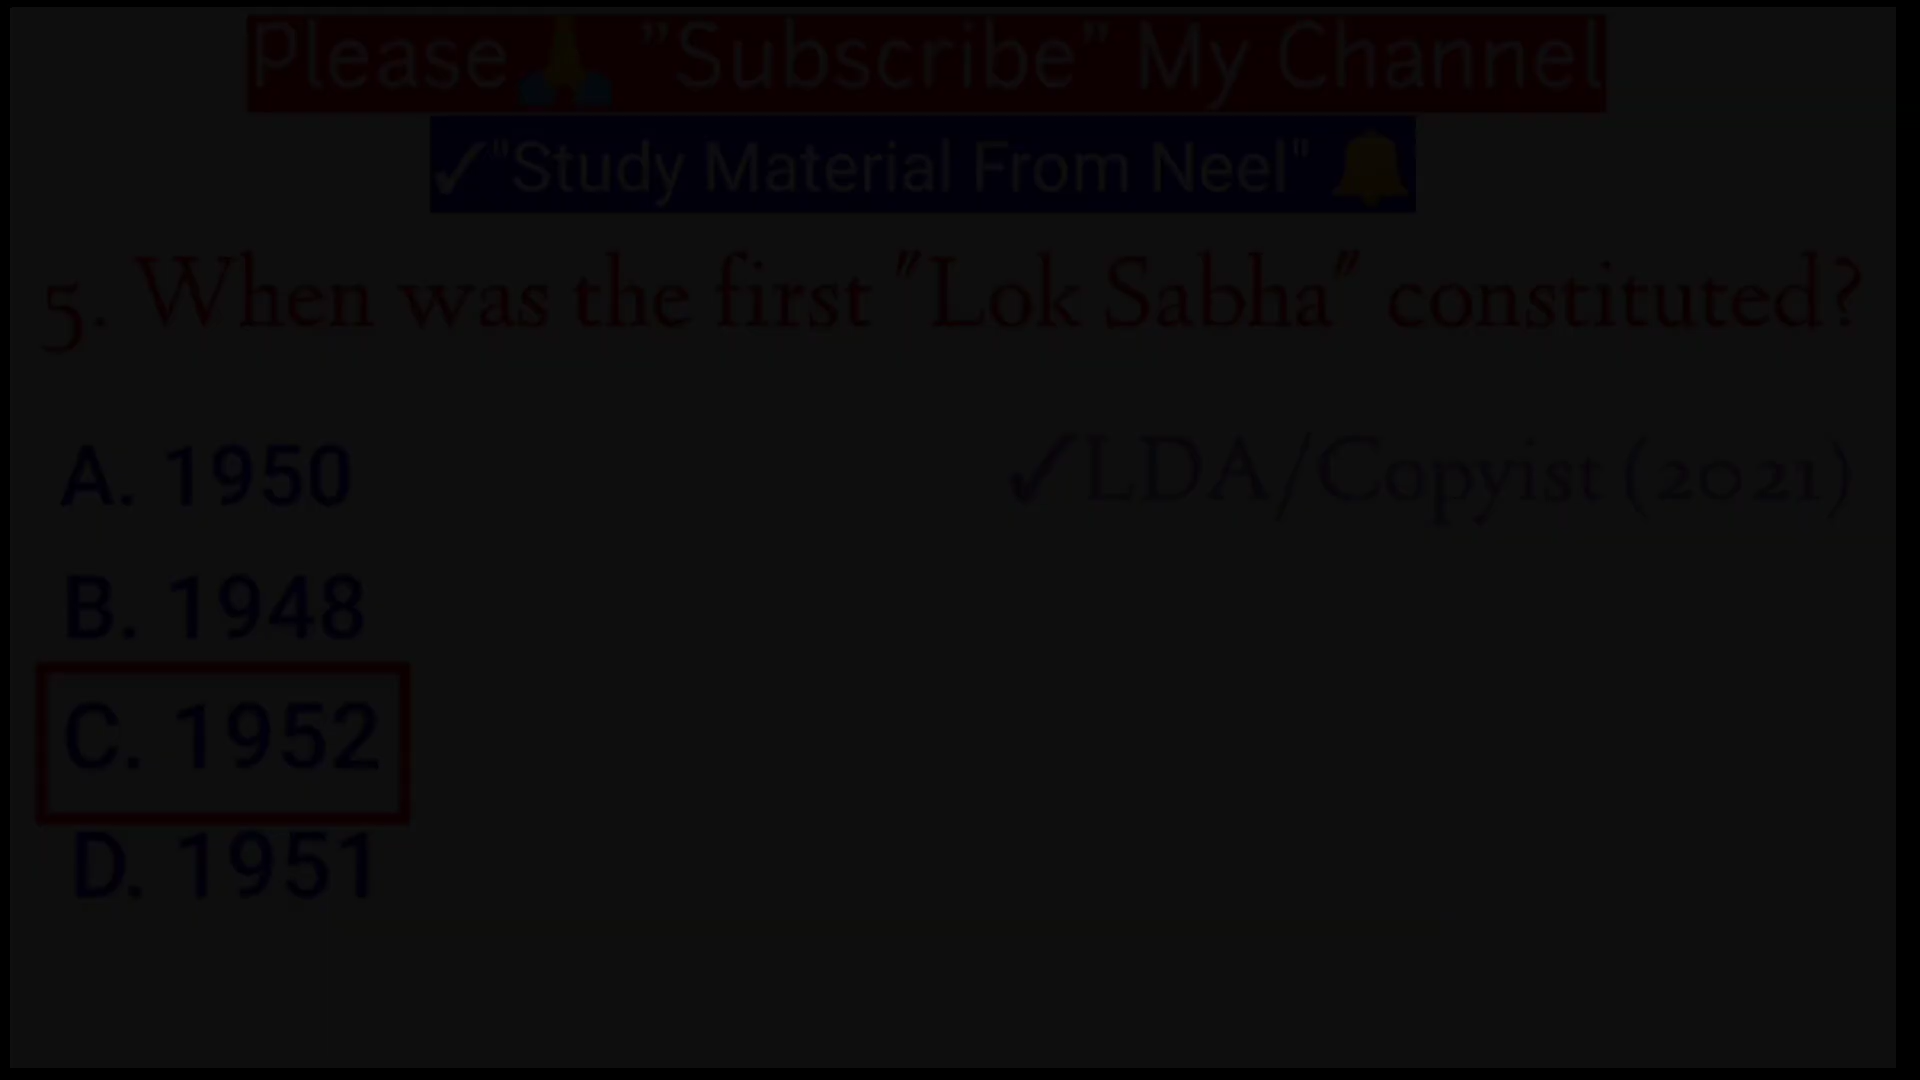 Please🙏 "Subscribe" My Channel
✓"Study Material From Neel" 🔔
5. When was the first "Lok Sabha" constituted?
A. 1950
✓LDA/Copyist (2021)
B. 1948
C. 1952
D. 1951